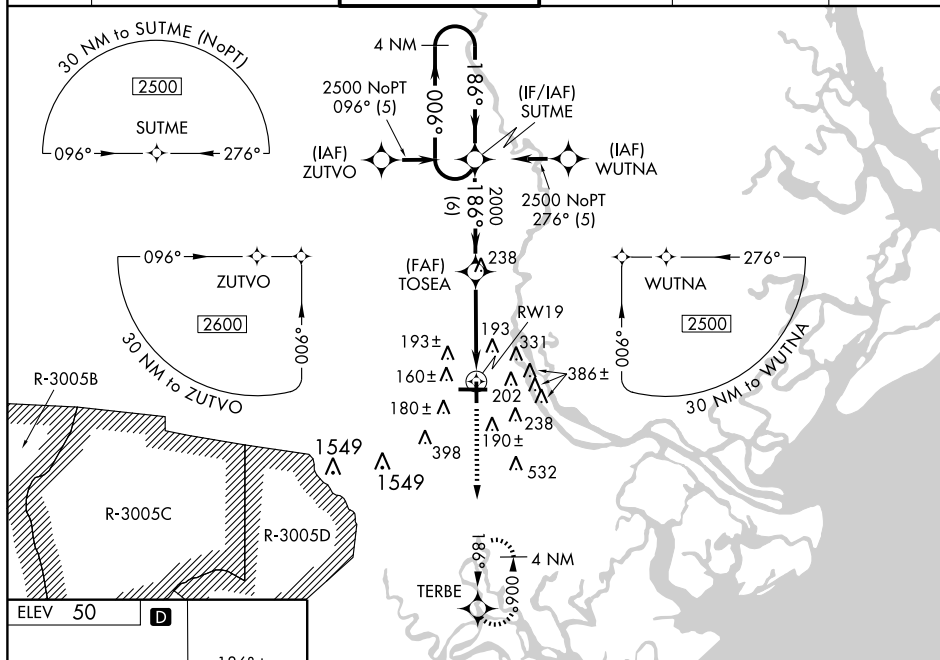 30 NM to SUTME (NoPT)
2500
SUTME
096°
276°
4 NM
006°
186°
2500 NoPT
096° (5)
(IAF)
ZUTVO
(IF/IAF)
SUTME
(IAF)
WUTNA
2500 NoPT
276° (5)
2000
186°
(6)
096°
ZUTVO
2600
006°
30 NM to ZUTVO
(FAF)
TOSEA
238
WUTNA
276°
2500
006°
30 NM to WUTNA
RW19
193±
193
331
160±
386±
202
180±
238
190±
398
532
1549
1549
R-3005B
R-3005C
R-3005D
186°
4 NM
006°
TERBE
ELEV 50
D